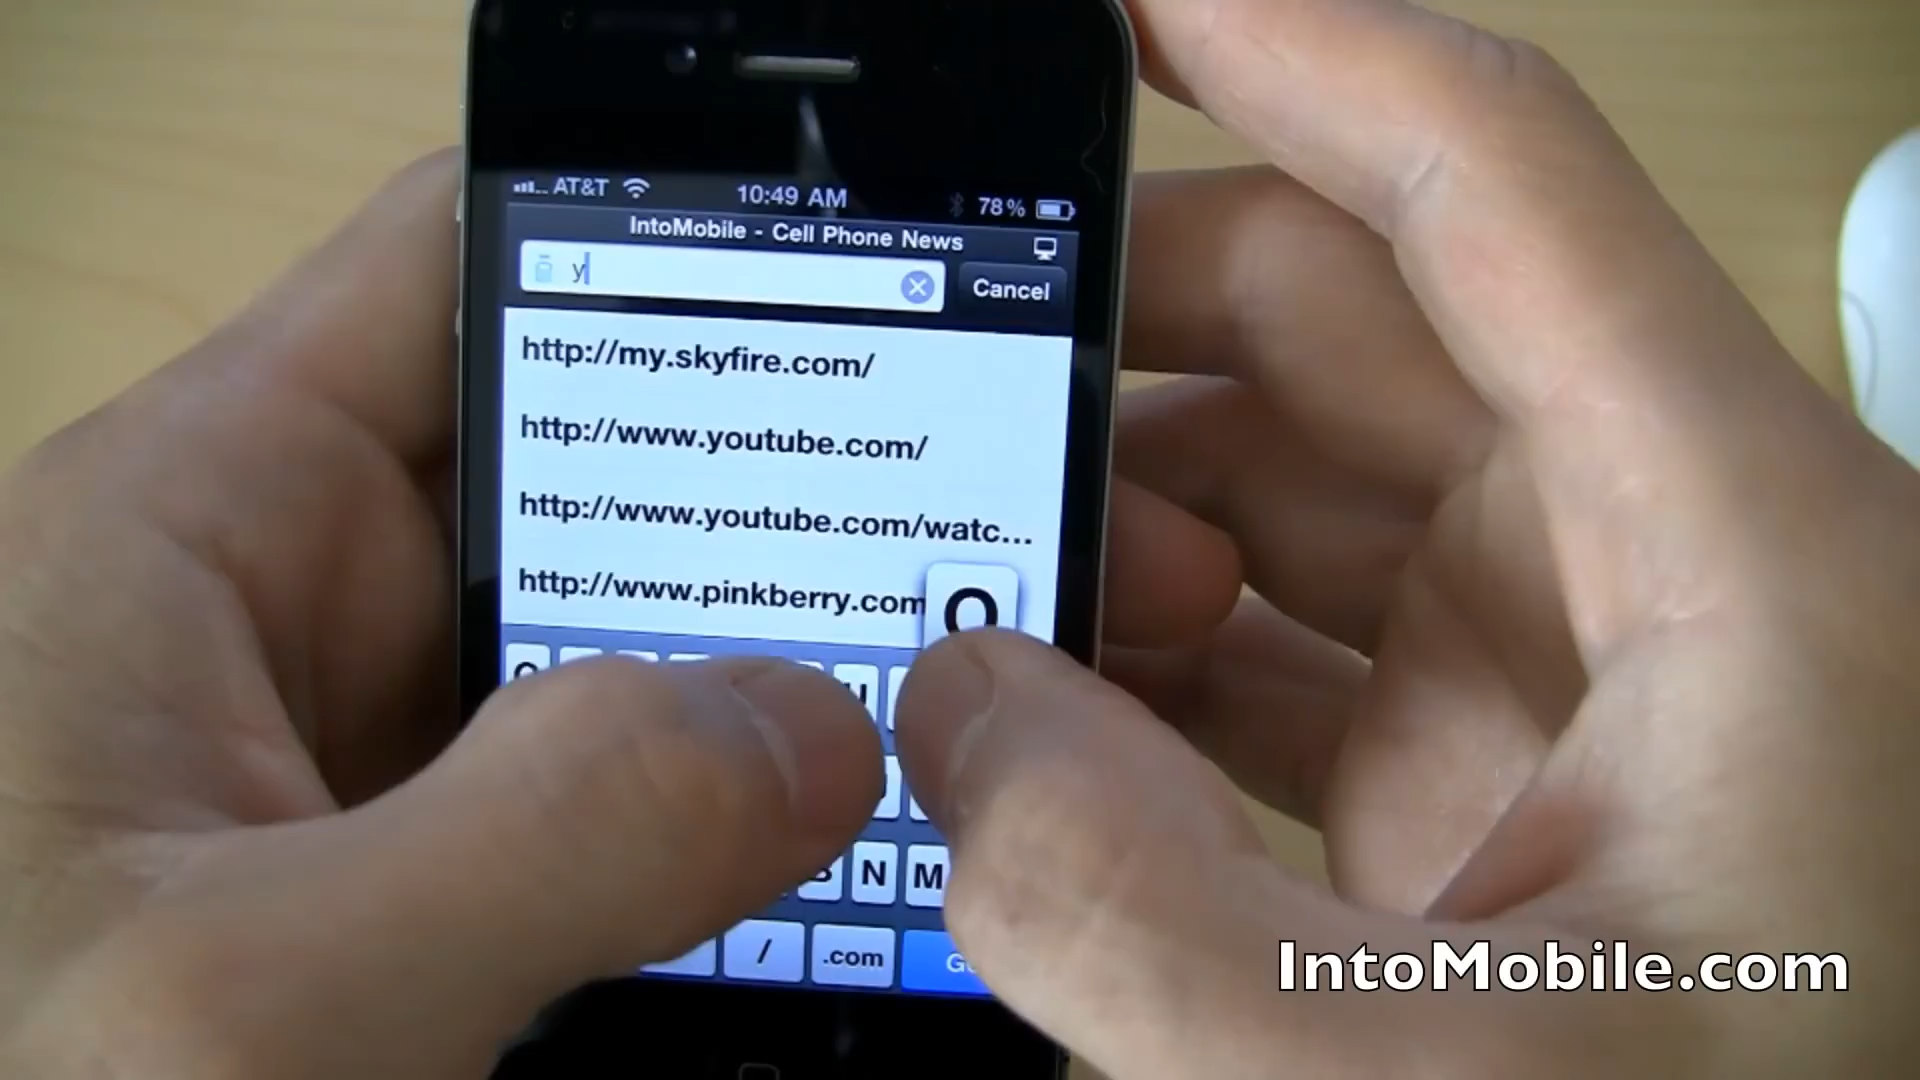 AT&T 10:49 AM 78%
IntoMobile - Cell Phone News
y
Cancel
http://my.skyfire.com/
http://www.youtube.com/
http://www.youtube.com/watc...
http://www.pinkberry.com
O
U
B N M
/ .com Go
IntoMobile.com